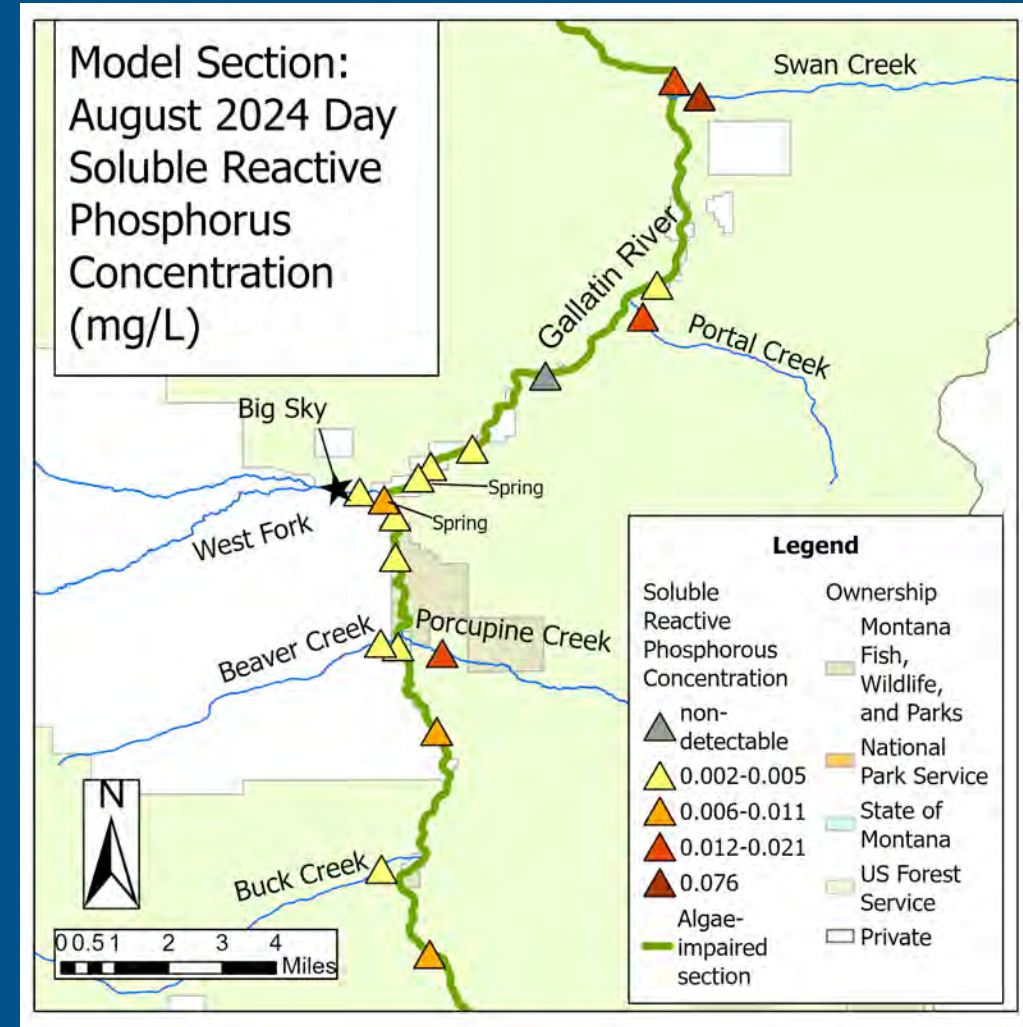 Model Section:
August 2024 Day
Soluble Reactive
Phosphorus
Concentration
(mg/L)
Swan Creek
Gallatin River
Portal Creek
Big Sky
Spring
Spring
West Fork
Porcupine Creek
Beaver Creek
Buck Creek
N
0 0.5 1 2 3 4
Miles
Legend
Soluble
Reactive
Phosphorous
Concentration
non-
detectable
0.002-0.005
0.006-0.011
0.012-0.021
0.076
Algae-
impaired
section
Ownership
Montana
Fish,
Wildlife,
and Parks
National
Park Service
State of
Montana
US Forest
Service
Private